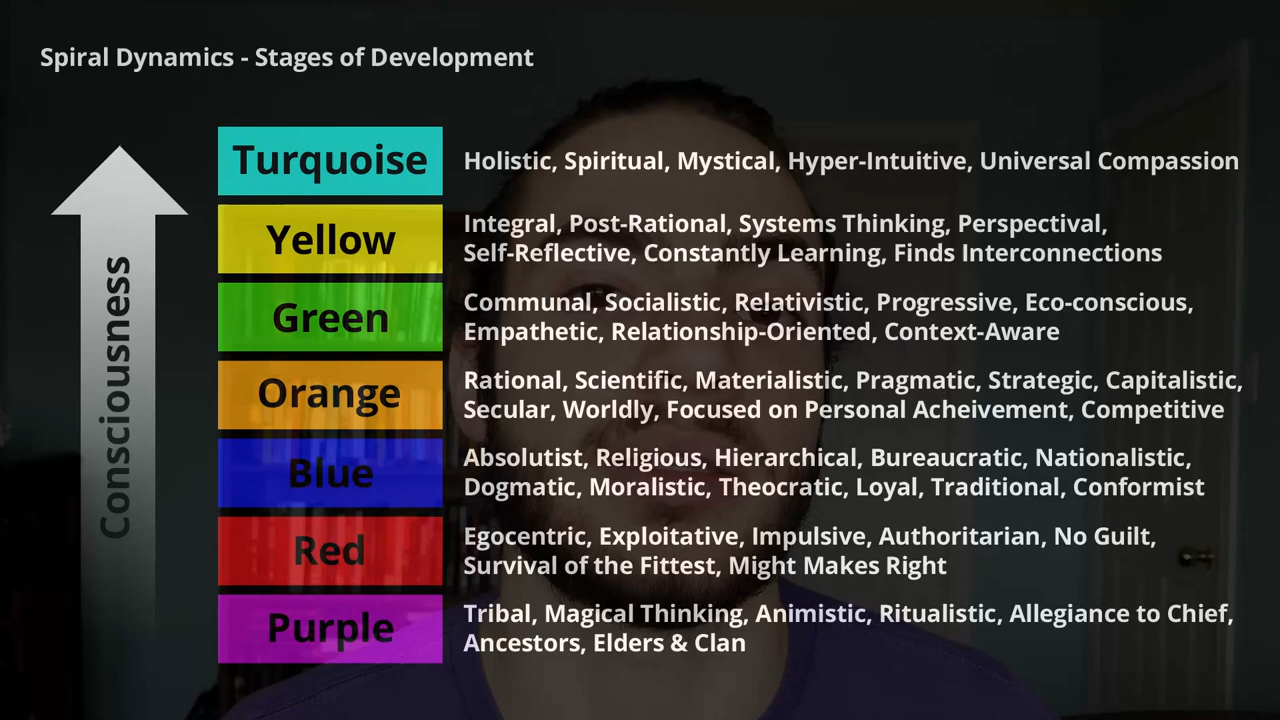 Spiral Dynamics - Stages of Development
Consciousness
Turquoise
Holistic, Spiritual, Mystical, Hyper-Intuitive, Universal Compassion
Yellow
Integral, Post-Rational, Systems Thinking, Perspectival,
Self-Reflective, Constantly Learning, Finds Interconnections
Green
Communal, Socialistic, Relativistic, Progressive, Eco-conscious,
Empathetic, Relationship-Oriented, Context-Aware
Orange
Rational, Scientific, Materialistic, Pragmatic, Strategic, Capitalistic,
Secular, Worldly, Focused on Personal Acheivement, Competitive
Blue
Absolutist, Religious, Hierarchical, Bureaucratic, Nationalistic,
Dogmatic, Moralistic, Theocratic, Loyal, Traditional, Conformist
Red
Egocentric, Exploitative, Impulsive, Authoritarian, No Guilt,
Survival of the Fittest, Might Makes Right
Purple
Tribal, Magical Thinking, Animistic, Ritualistic, Allegiance to Chief,
Ancestors, Elders & Clan